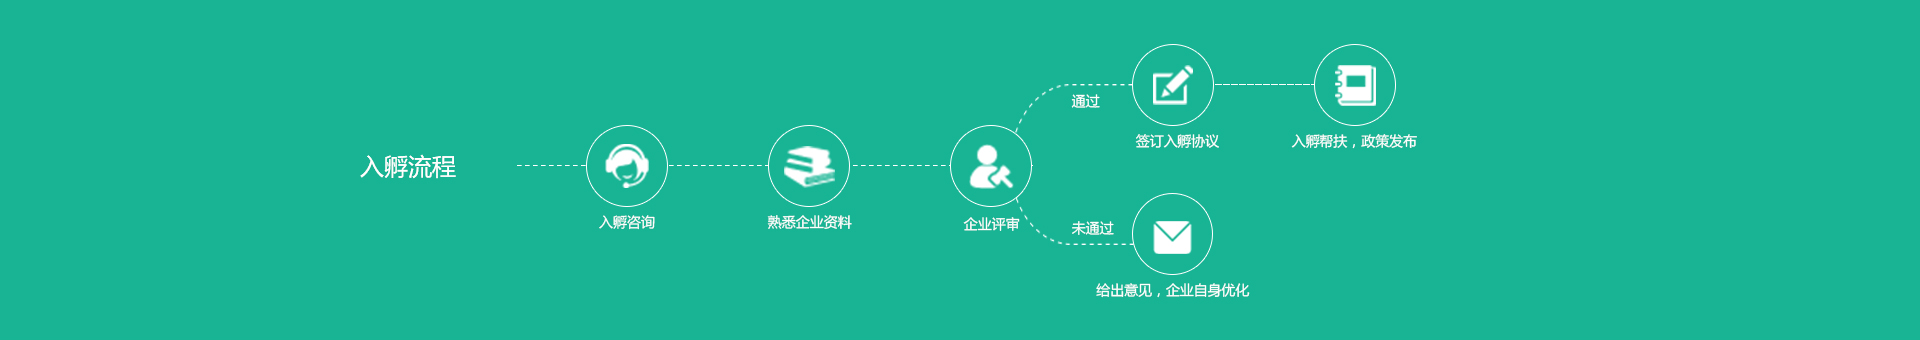 入孵流程
入孵咨询
熟悉企业资料
企业评审
通过
签订入孵协议
入孵帮扶，政策发布
未通过
给出意见，企业自身优化